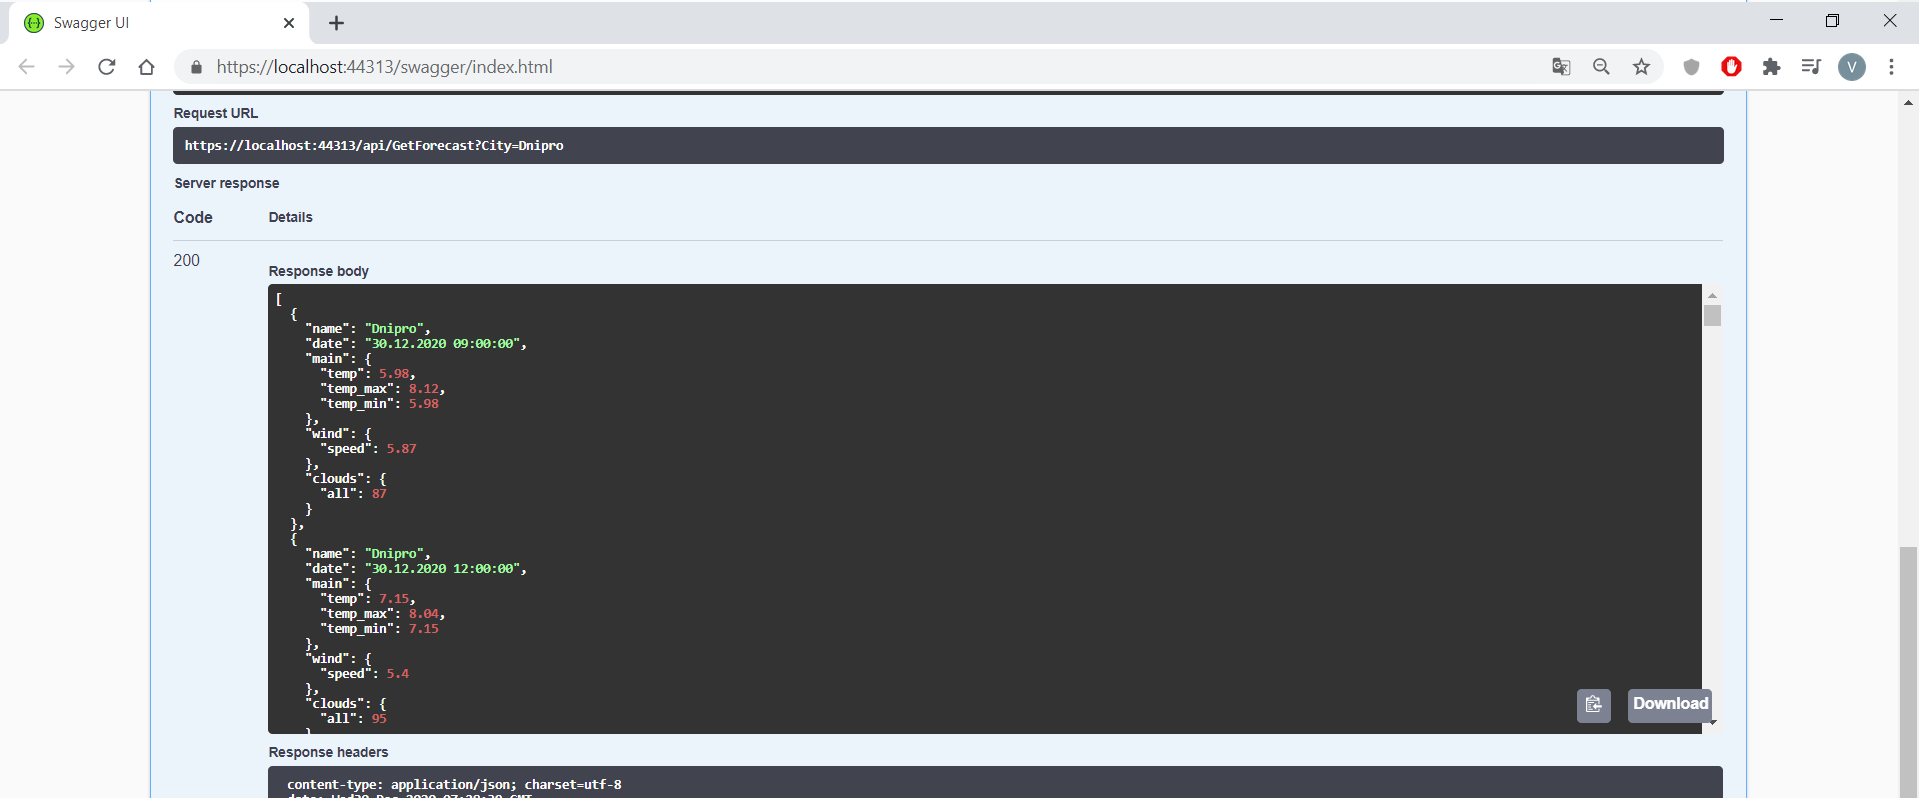 Swagger UI
https://localhost:44313/swagger/index.html
V
Request URL
https://localhost:44313/api/GetForecast?City=Dnipro
Server response
Code Details
200
Response body
[
  {
    "name": "Dnipro",
    "date": "30.12.2020 09:00:00",
    "main": {
      "temp": 5.98,
      "temp_max": 8.12,
      "temp_min": 5.98
    },
    "wind": {
      "speed": 5.87
    },
    "clouds": {
      "all": 87
    }
  },
  {
    "name": "Dnipro",
    "date": "30.12.2020 12:00:00",
    "main": {
      "temp": 7.15,
      "temp_max": 8.04,
      "temp_min": 7.15
    },
    "wind": {
      "speed": 5.4
    },
    "clouds": {
      "all": 95
    }
Download
Response headers
content-type: application/json; charset=utf-8